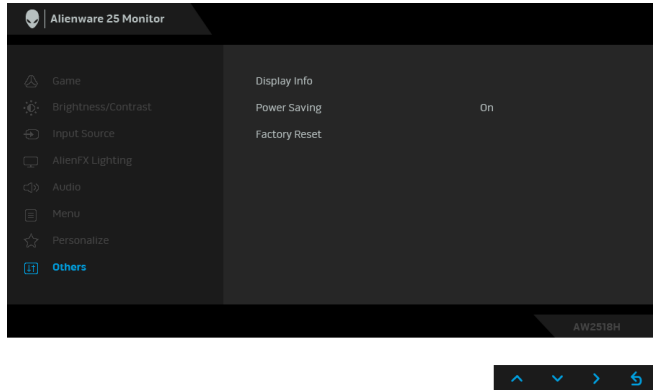 Alienware 25 Monitor
Game
Brightness/Contrast
Input Source
AlienFX Lighting
Audio
Menu
Personalize
Others
Display Info
Power Saving On
Factory Reset
AW2518H